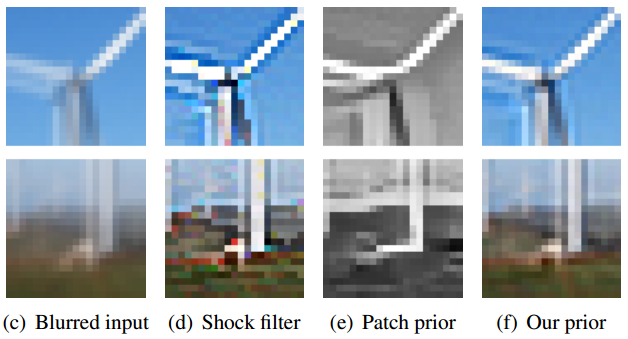 (c) Blurred input (d) Shock filter (e) Patch prior (f) Our prior